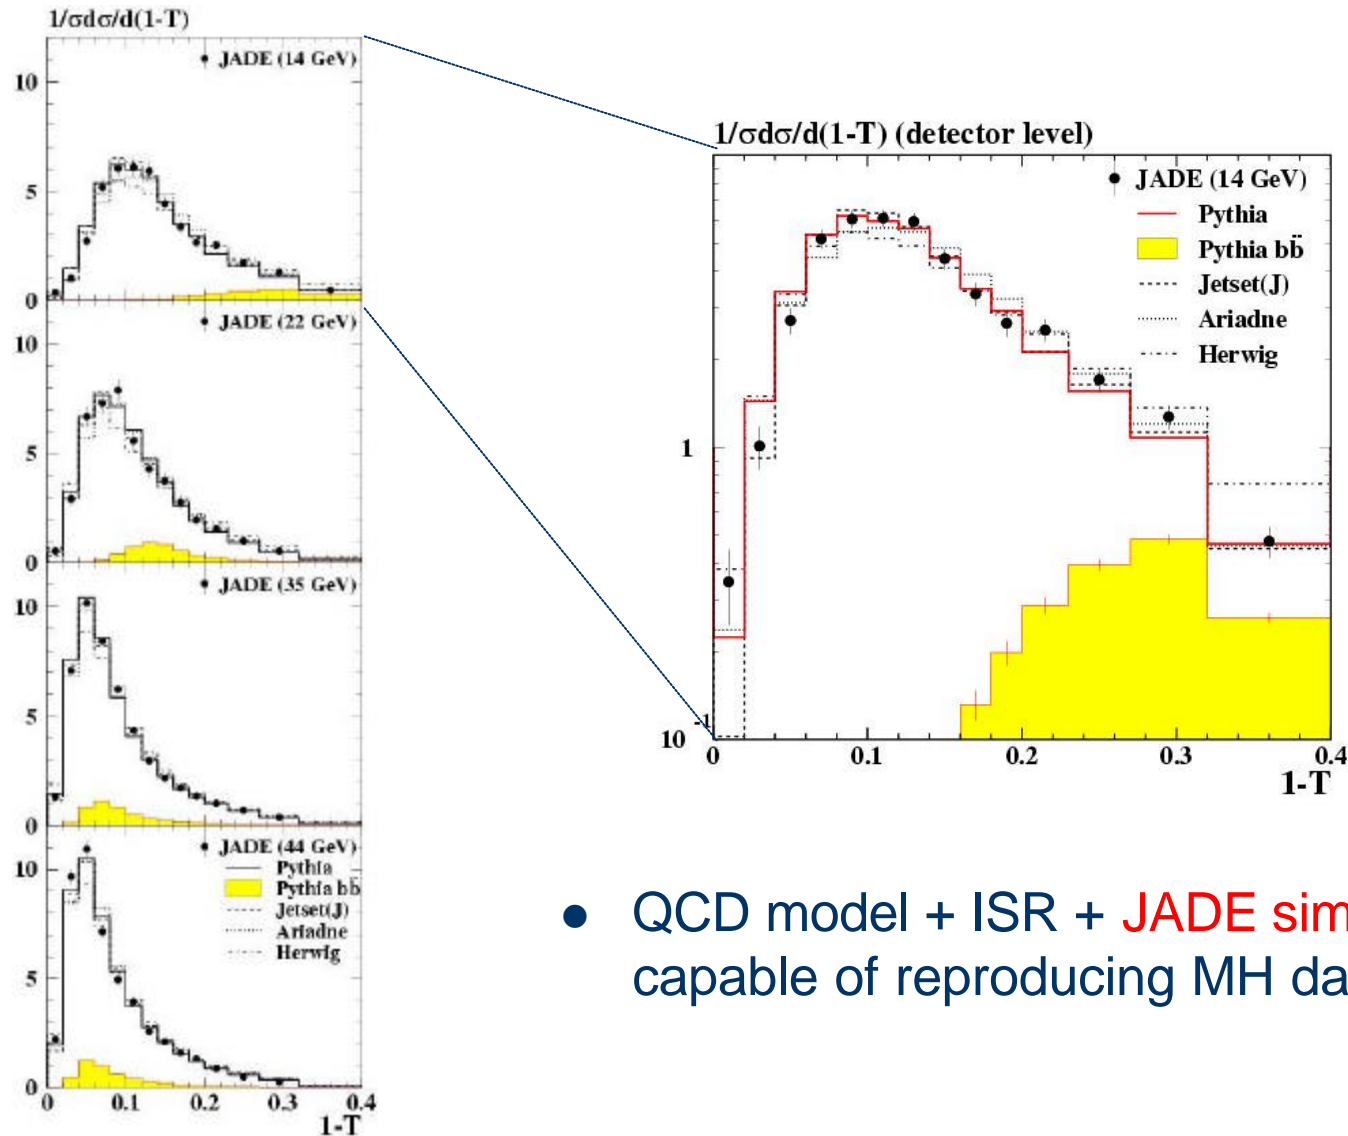 1/σdσ/d(1-T)
JADE (14 GeV)
10
5
0
JADE (22 GeV)
10
5
0
JADE (35 GeV)
10
5
0
JADE (44 GeV)
Pythia
Pythia bb̄
Jetset(J)
Ariadne
Herwig
10
5
0
0 0.1 0.2 0.3 0.4
1-T
1/σdσ/d(1-T) (detector level)
JADE (14 GeV)
Pythia
Pythia bb̄
Jetset(J)
Ariadne
Herwig
1
10⁻¹
0 0.1 0.2 0.3 0.4
1-T
● QCD model + ISR + JADE sim
capable of reproducing MH da